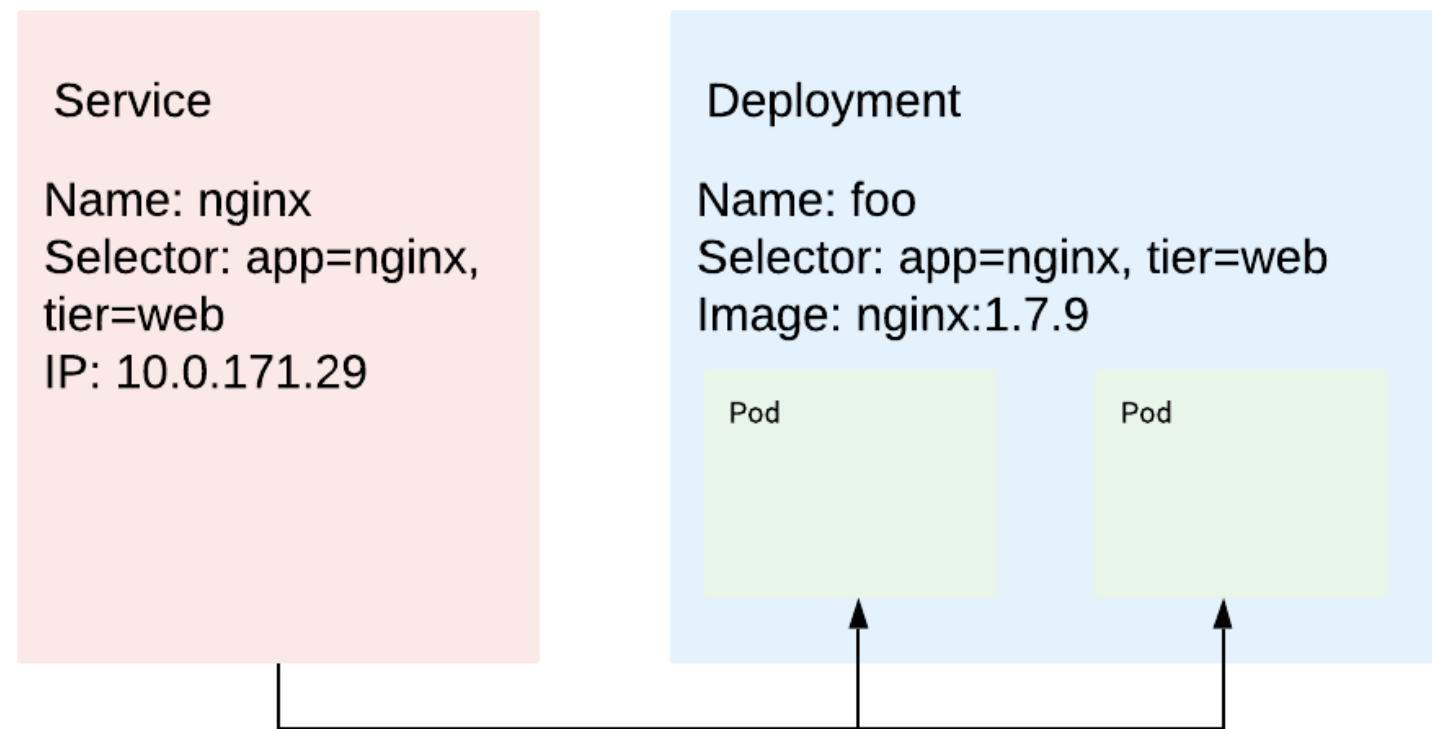 Service
Name: nginx
Selector: app=nginx,
tier=web
IP: 10.0.171.29
Deployment
Name: foo
Selector: app=nginx, tier=web
Image: nginx:1.7.9
Pod
Pod